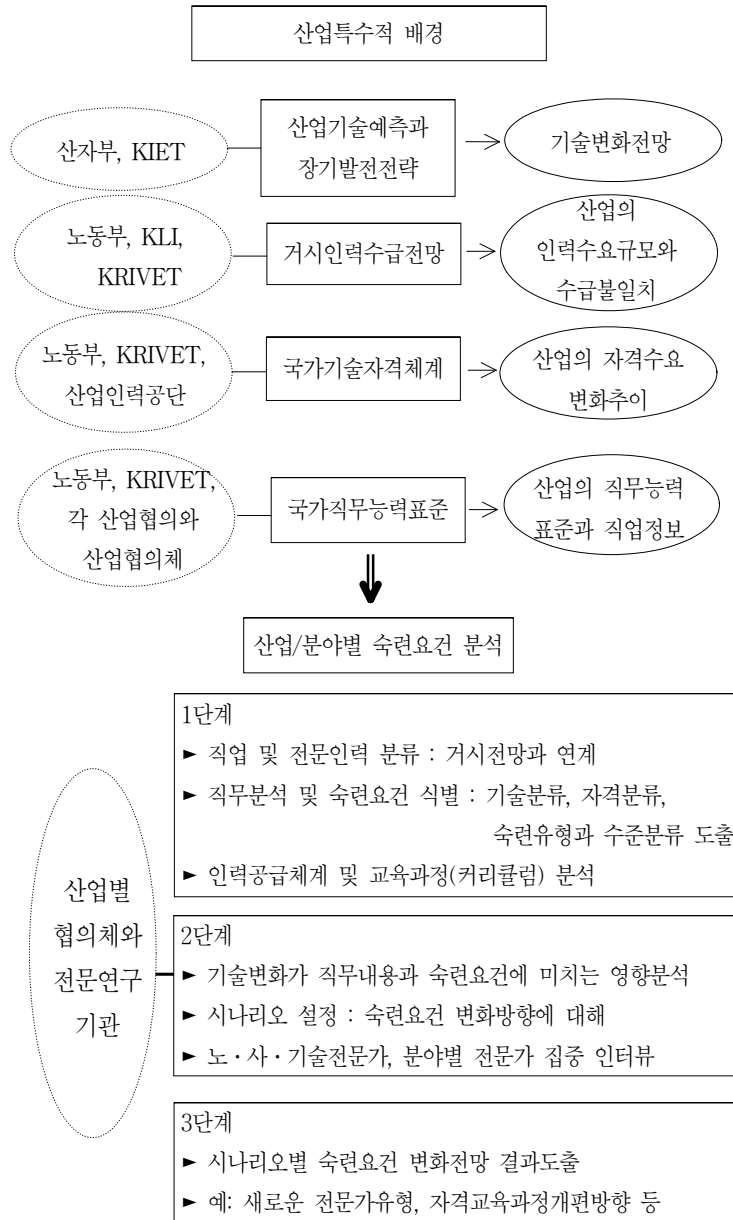 산업특수적 배경
산자부, KIET
산업기술예측과
장기발전전략
기술변화전망
노동부, KLI,
KRIVET
거시인력수급전망
산업의
인력수요규모와
수급불일치
노동부, KRIVET,
산업인력공단
국가기술자격체계
산업의 자격수요
변화추이
노동부, KRIVET,
각 산업협의와
산업협의체
국가직무능력표준
산업의 직무능력
표준과 직업정보
산업/분야별 숙련요건 분석
산업별
협의체와
전문연구
기관
1단계
► 직업 및 전문인력 분류 : 거시전망과 연계
► 직무분석 및 숙련요건 식별 : 기술분류, 자격분류,
숙련유형과 수준분류 도출
► 인력공급체계 및 교육과정(커리큘럼) 분석
2단계
► 기술변화가 직무내용과 숙련요건에 미치는 영향분석
► 시나리오 설정 : 숙련요건 변화방향에 대해
► 노·사·기술전문가, 분야별 전문가 집중 인터뷰
3단계
► 시나리오별 숙련요건 변화전망 결과도출
► 예: 새로운 전문가유형, 자격교육과정개편방향 등